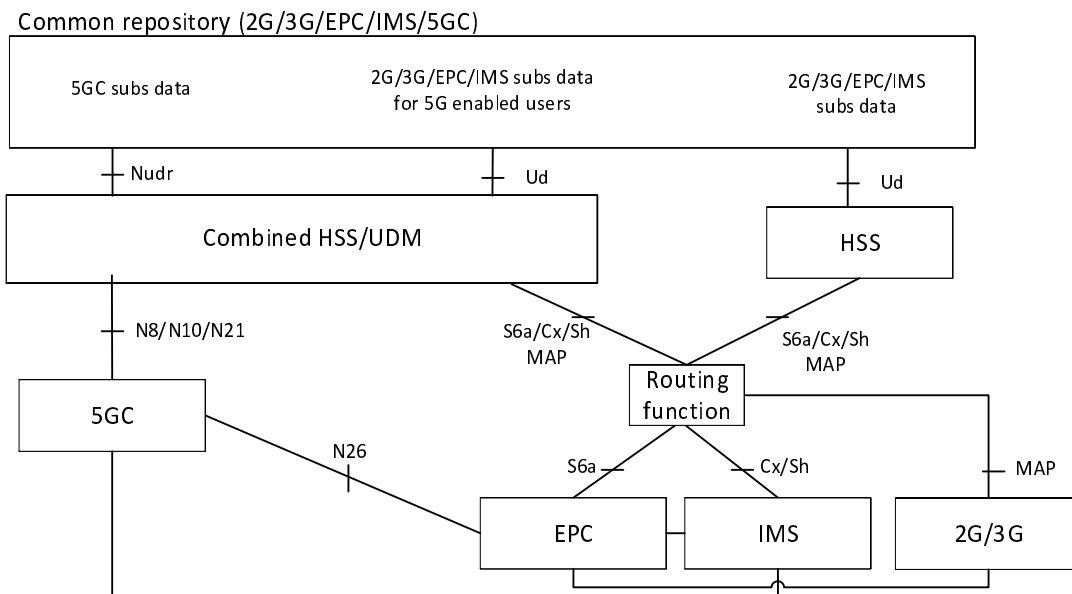 Common repository (2G/3G/EPC/IMS/5GC)
5GC subs data
2G/3G/EPC/IMS subs data
for 5G enabled users
2G/3G/EPC/IMS
subs data
Nudr
Ud
Ud
Combined HSS/UDM
HSS
N8/N10/N21
S6a/Cx/Sh
MAP
S6a/Cx/Sh
MAP
Routing
function
5GC
N26
S6a
Cx/Sh
MAP
EPC
IMS
2G/3G